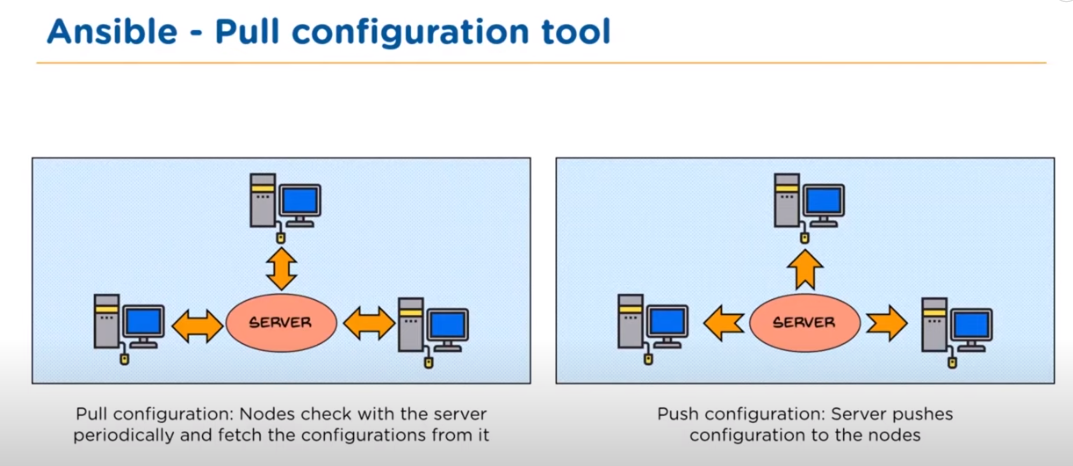 Ansible - Pull configuration tool
SERVER
SERVER
Pull configuration: Nodes check with the server
periodically and fetch the configurations from it
Push configuration: Server pushes
configuration to the nodes